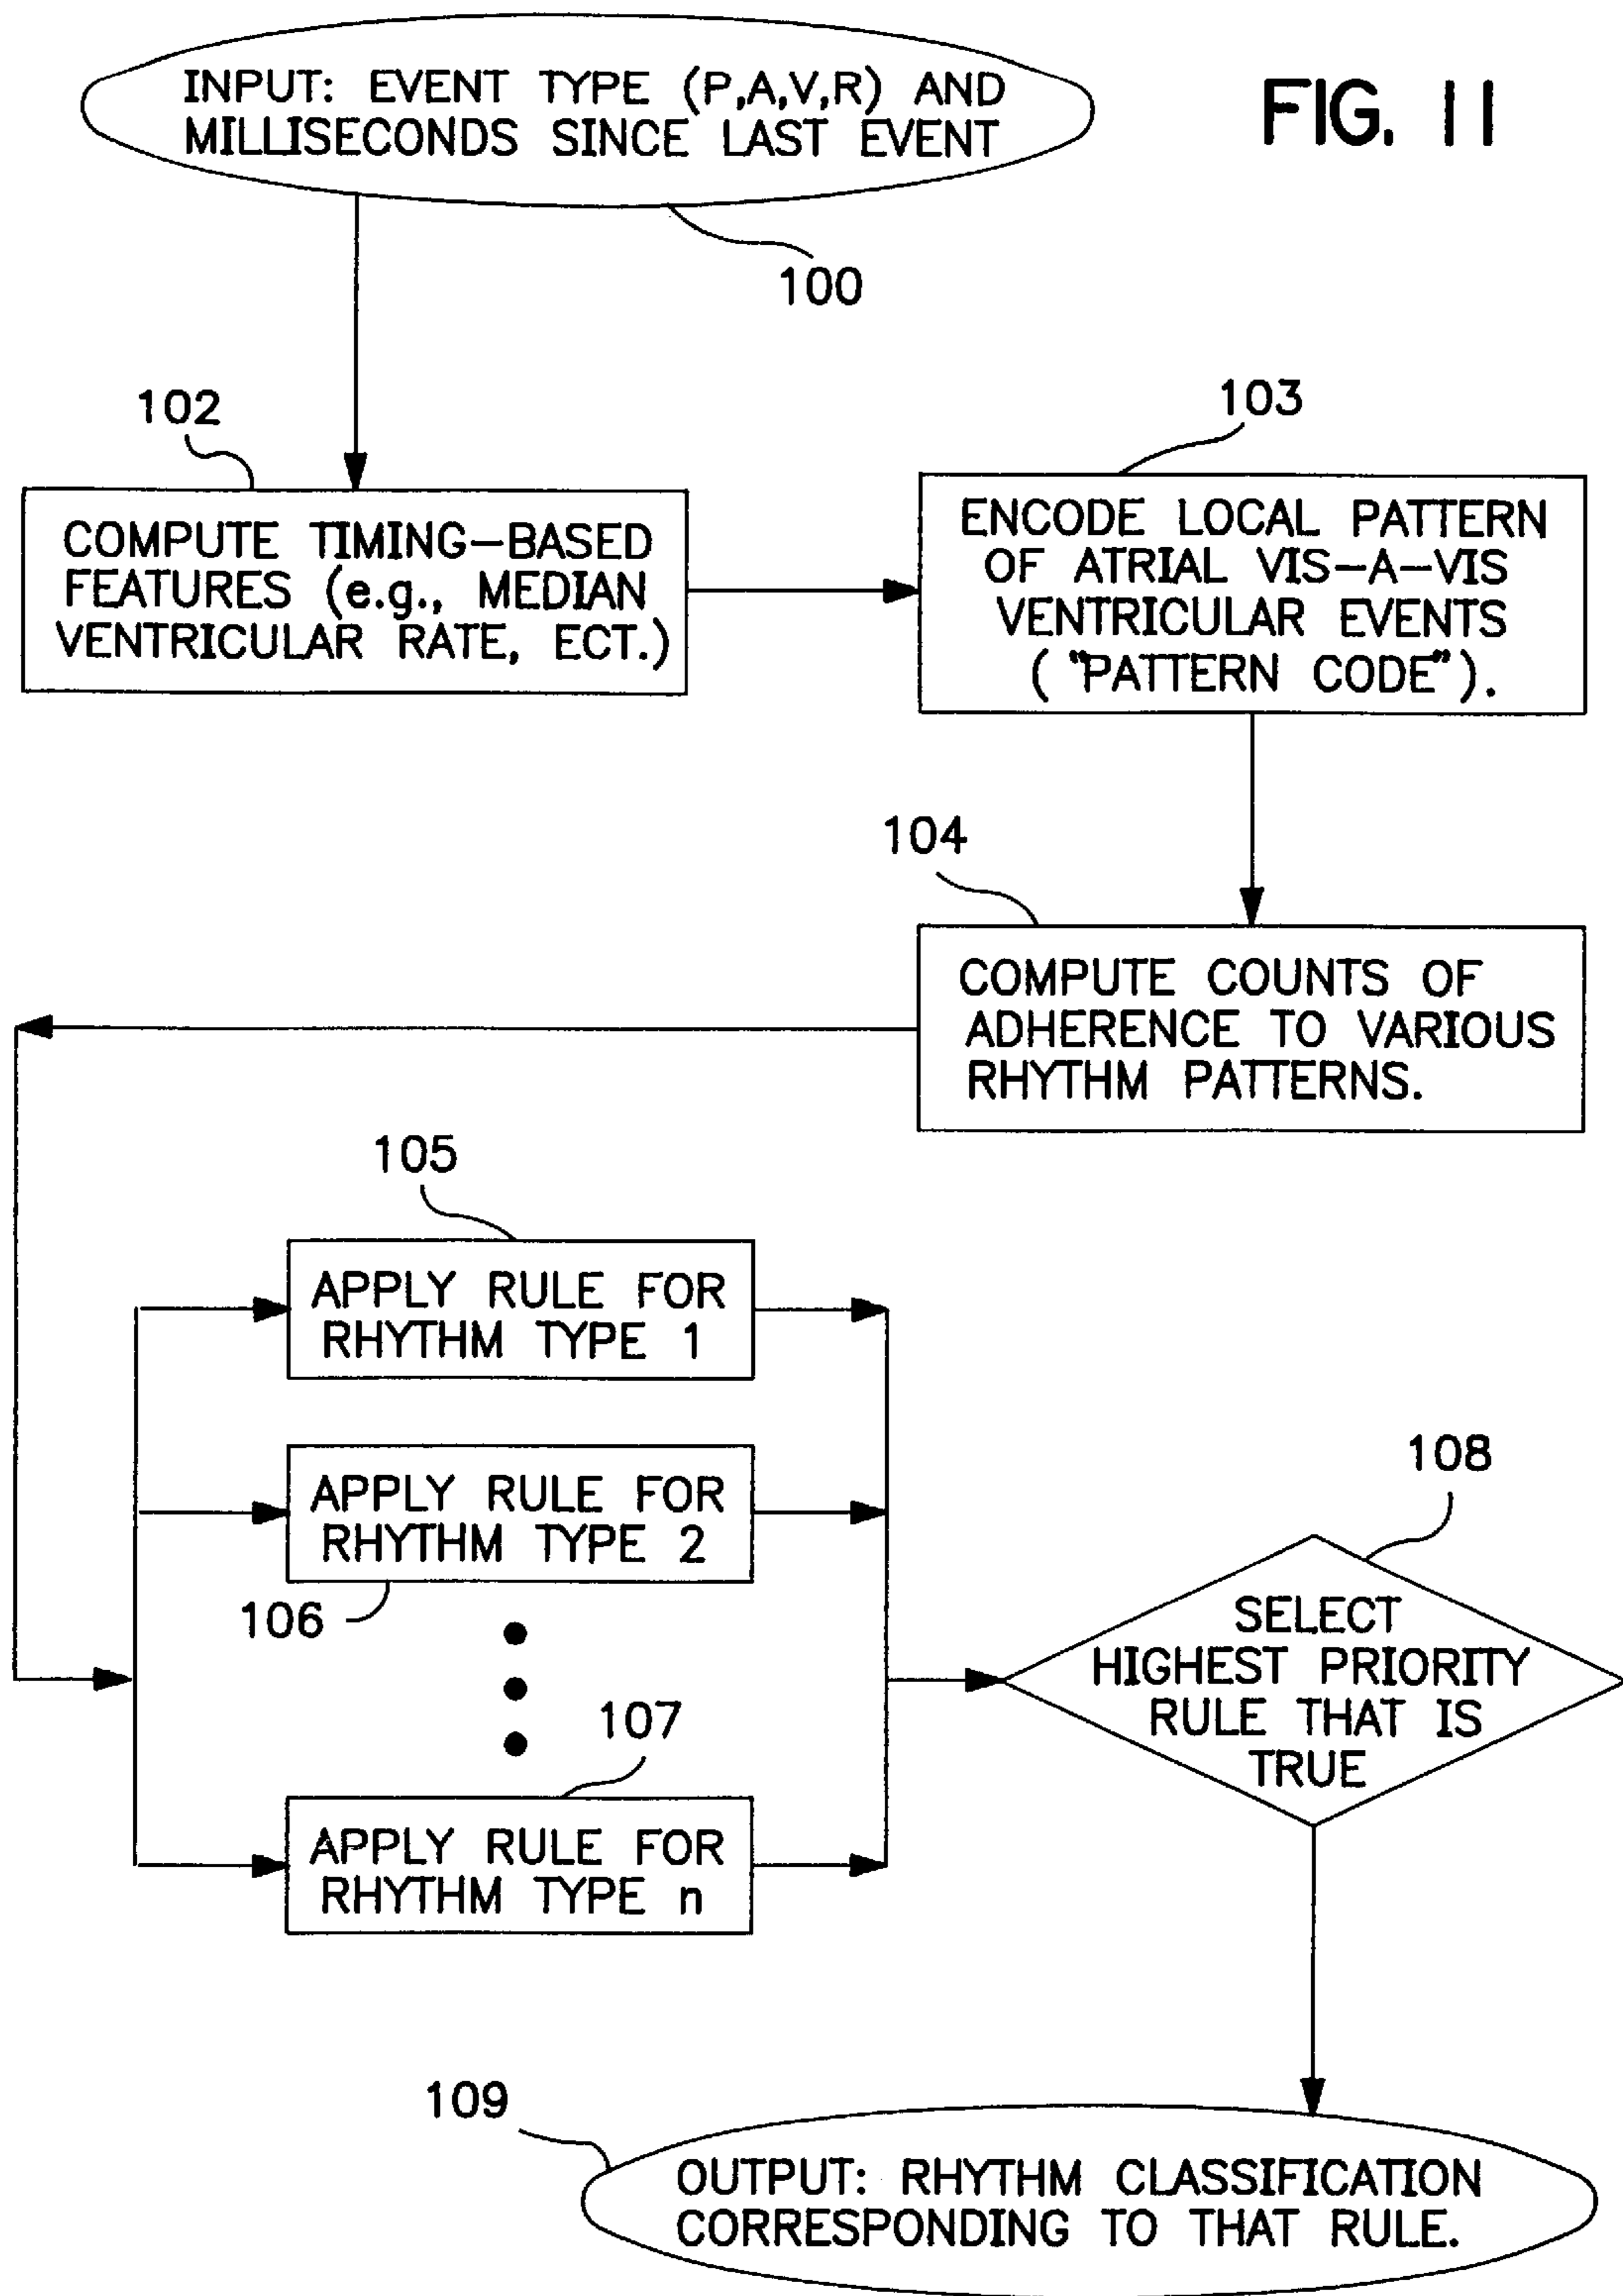 INPUT: EVENT TYPE (P,A,V,R) AND
MILLISECONDS SINCE LAST EVENT
FIG. 11
100
102
COMPUTE TIMING-BASED
FEATURES (e.g., MEDIAN
VENTRICULAR RATE, ECT.)
103
ENCODE LOCAL PATTERN
OF ATRIAL VIS-A-VIS
VENTRICULAR EVENTS
( "PATTERN CODE").
104
COMPUTE COUNTS OF
ADHERENCE TO VARIOUS
RHYTHM PATTERNS.
105
APPLY RULE FOR
RHYTHM TYPE 1
APPLY RULE FOR
RHYTHM TYPE 2
106
107
APPLY RULE FOR
RHYTHM TYPE n
108
SELECT
HIGHEST PRIORITY
RULE THAT IS
TRUE
109
OUTPUT: RHYTHM CLASSIFICATION
CORRESPONDING TO THAT RULE.